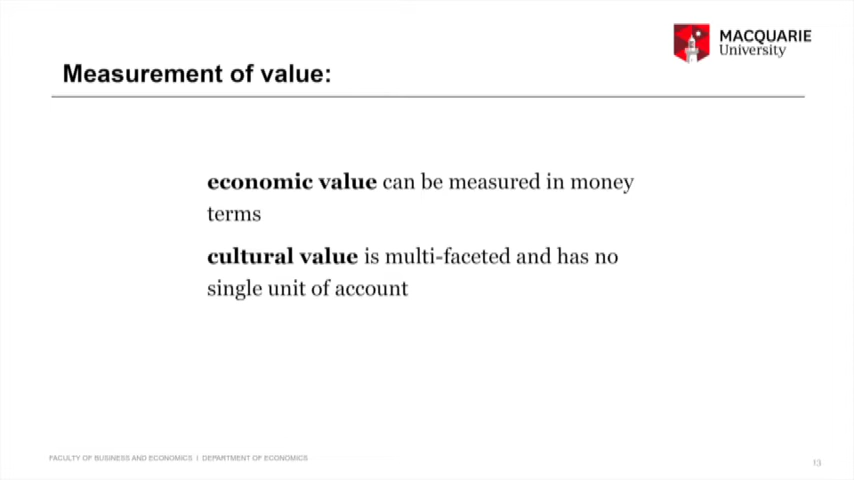 MACQUARIE
University
Measurement of value:
economic value can be measured in money
terms
cultural value is multi-faceted and has no
single unit of account
FACULTY OF BUSINESS AND ECONOMICS | DEPARTMENT OF ECONOMICS
13